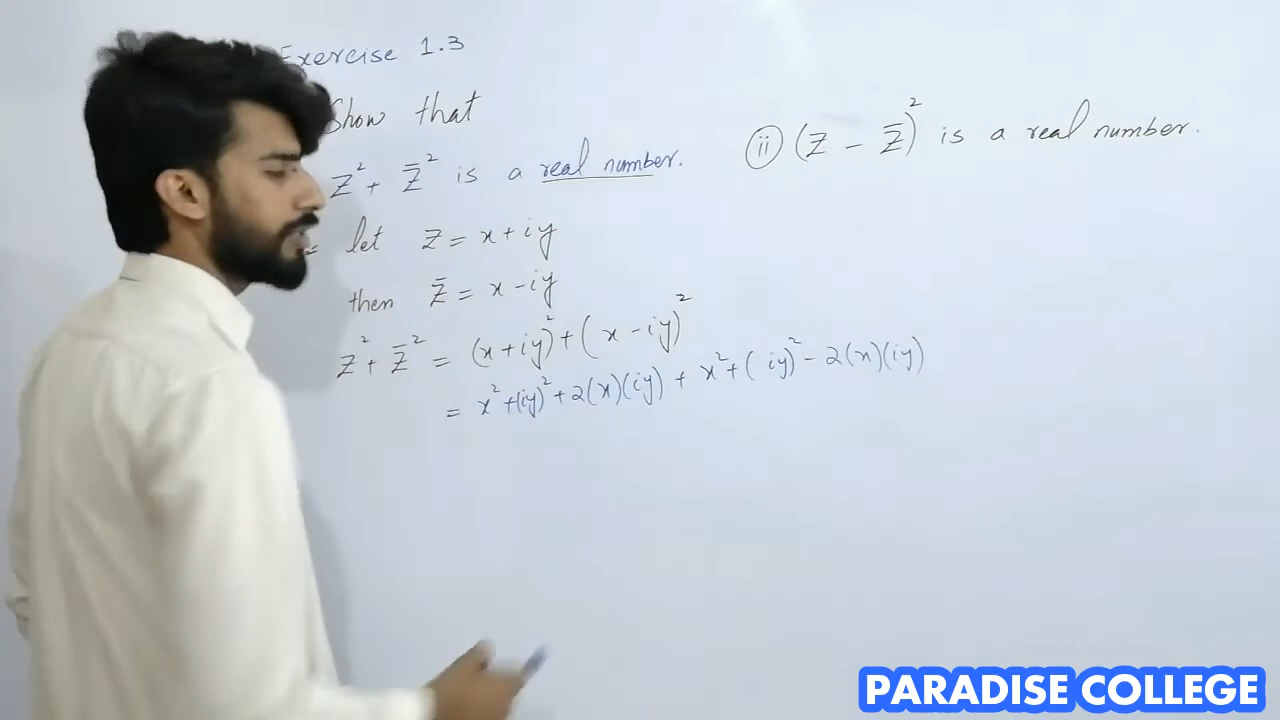 Exercise 1.3
Show that
z² + z̄² is a real number.
= let z = x + iy
then z̄ = x - iy
z² + z̄² = (x + iy)² + (x - iy)²
= x² + (iy)² + 2(x)(iy) + x² + (iy)² - 2(x)(iy)
(ii) (z - z̄)² is a real number.
PARADISE COLLEGE